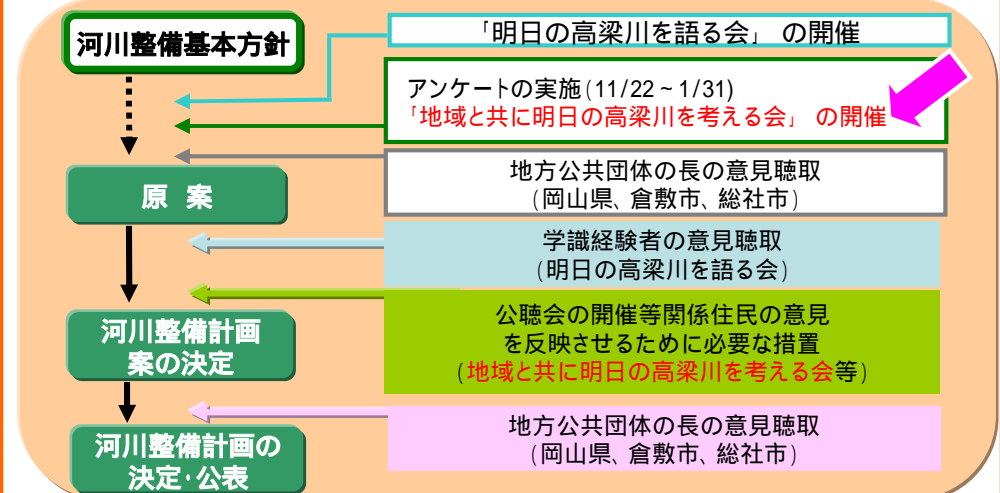 河川整備基本方針
「明日の高梁川を語る会」 の開催
アンケートの実施(11/22 ~ 1/31)
「地域と共に明日の高梁川を考える会」 の開催
地方公共団体の長の意見聴取
(岡山県、倉敷市、総社市)
原 案
学識経験者の意見聴取
(明日の高梁川を語る会)
公聴会の開催等関係住民の意見
を反映させるために必要な措置
(地域と共に明日の高梁川を考える会等)
河川整備計画
案の決定
地方公共団体の長の意見聴取
(岡山県、倉敷市、総社市)
河川整備計画の
決定・公表